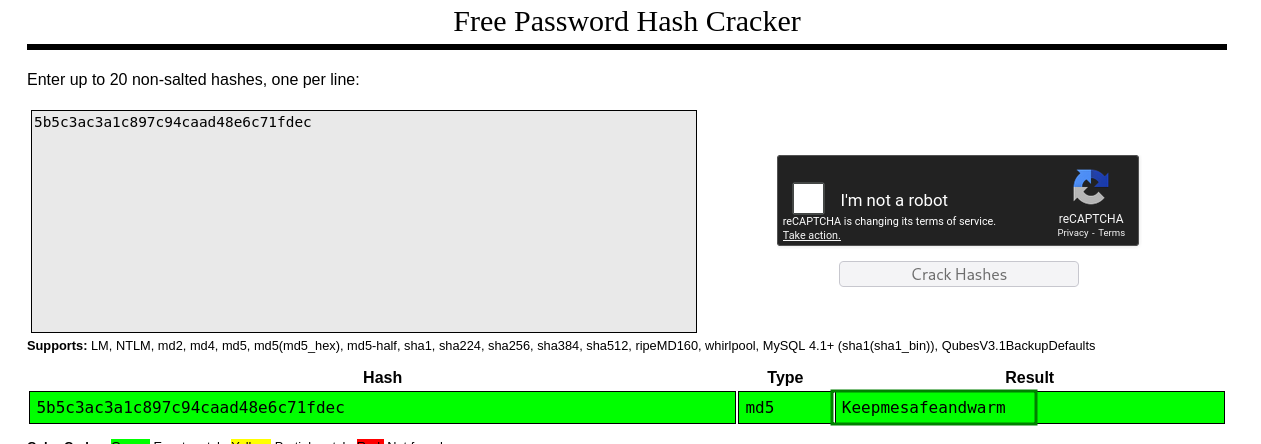 Free Password Hash Cracker
Enter up to 20 non-salted hashes, one per line:
5b5c3ac3a1c897c94caad48e6c71fdec
I'm not a robot
reCAPTCHA is changing its terms of service.
Take action.
reCAPTCHA
Privacy - Terms
Crack Hashes
Supports: LM, NTLM, md2, md4, md5, md5(md5_hex), md5-half, sha1, sha224, sha256, sha384, sha512, ripeMD160, whirlpool, MySQL 4.1+ (sha1(sha1_bin)), QubesV3.1BackupDefaults
Hash Type Result
5b5c3ac3a1c897c94caad48e6c71fdec md5 Keepmesafeandwarm